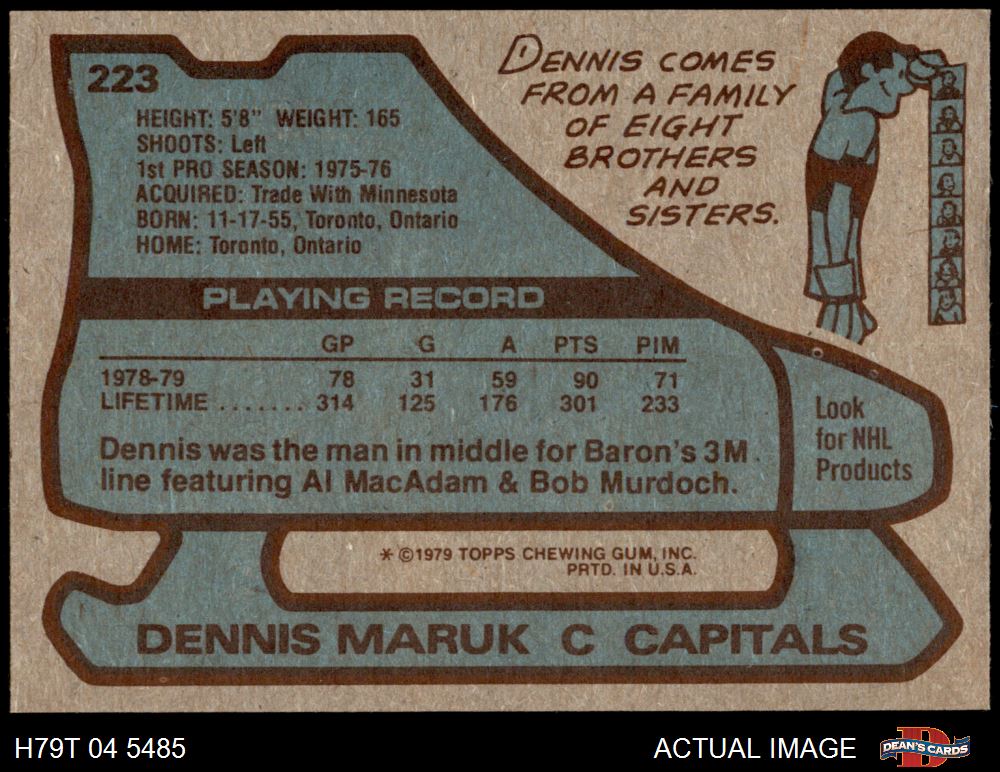 223
HEIGHT: 5'8" WEIGHT: 165
SHOOTS: Left
1st PRO SEASON: 1975-76
ACQUIRED: Trade With Minnesota
BORN: 11-17-55, Toronto, Ontario
HOME: Toronto, Ontario
DENNIS COMES
FROM A FAMILY
OF EIGHT
BROTHERS
AND
SISTERS.
PLAYING RECORD
GP G A PTS PIM
1978-79 78 31 59 90 71
LIFETIME ....... 314 125 176 301 233
Dennis was the man in middle for Baron's 3M
line featuring Al MacAdam & Bob Murdoch.
Look
for NHL
Products
* ©1979 TOPPS CHEWING GUM, INC.
PRTD. IN U.S.A.
DENNIS MARUK C CAPITALS
H79T 04 5485
ACTUAL IMAGE
D
DEAN'S CARDS